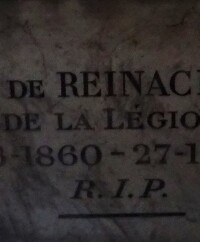 DE REINAC
DE LA LÉGIO
-1860-27-1
R.I.P.